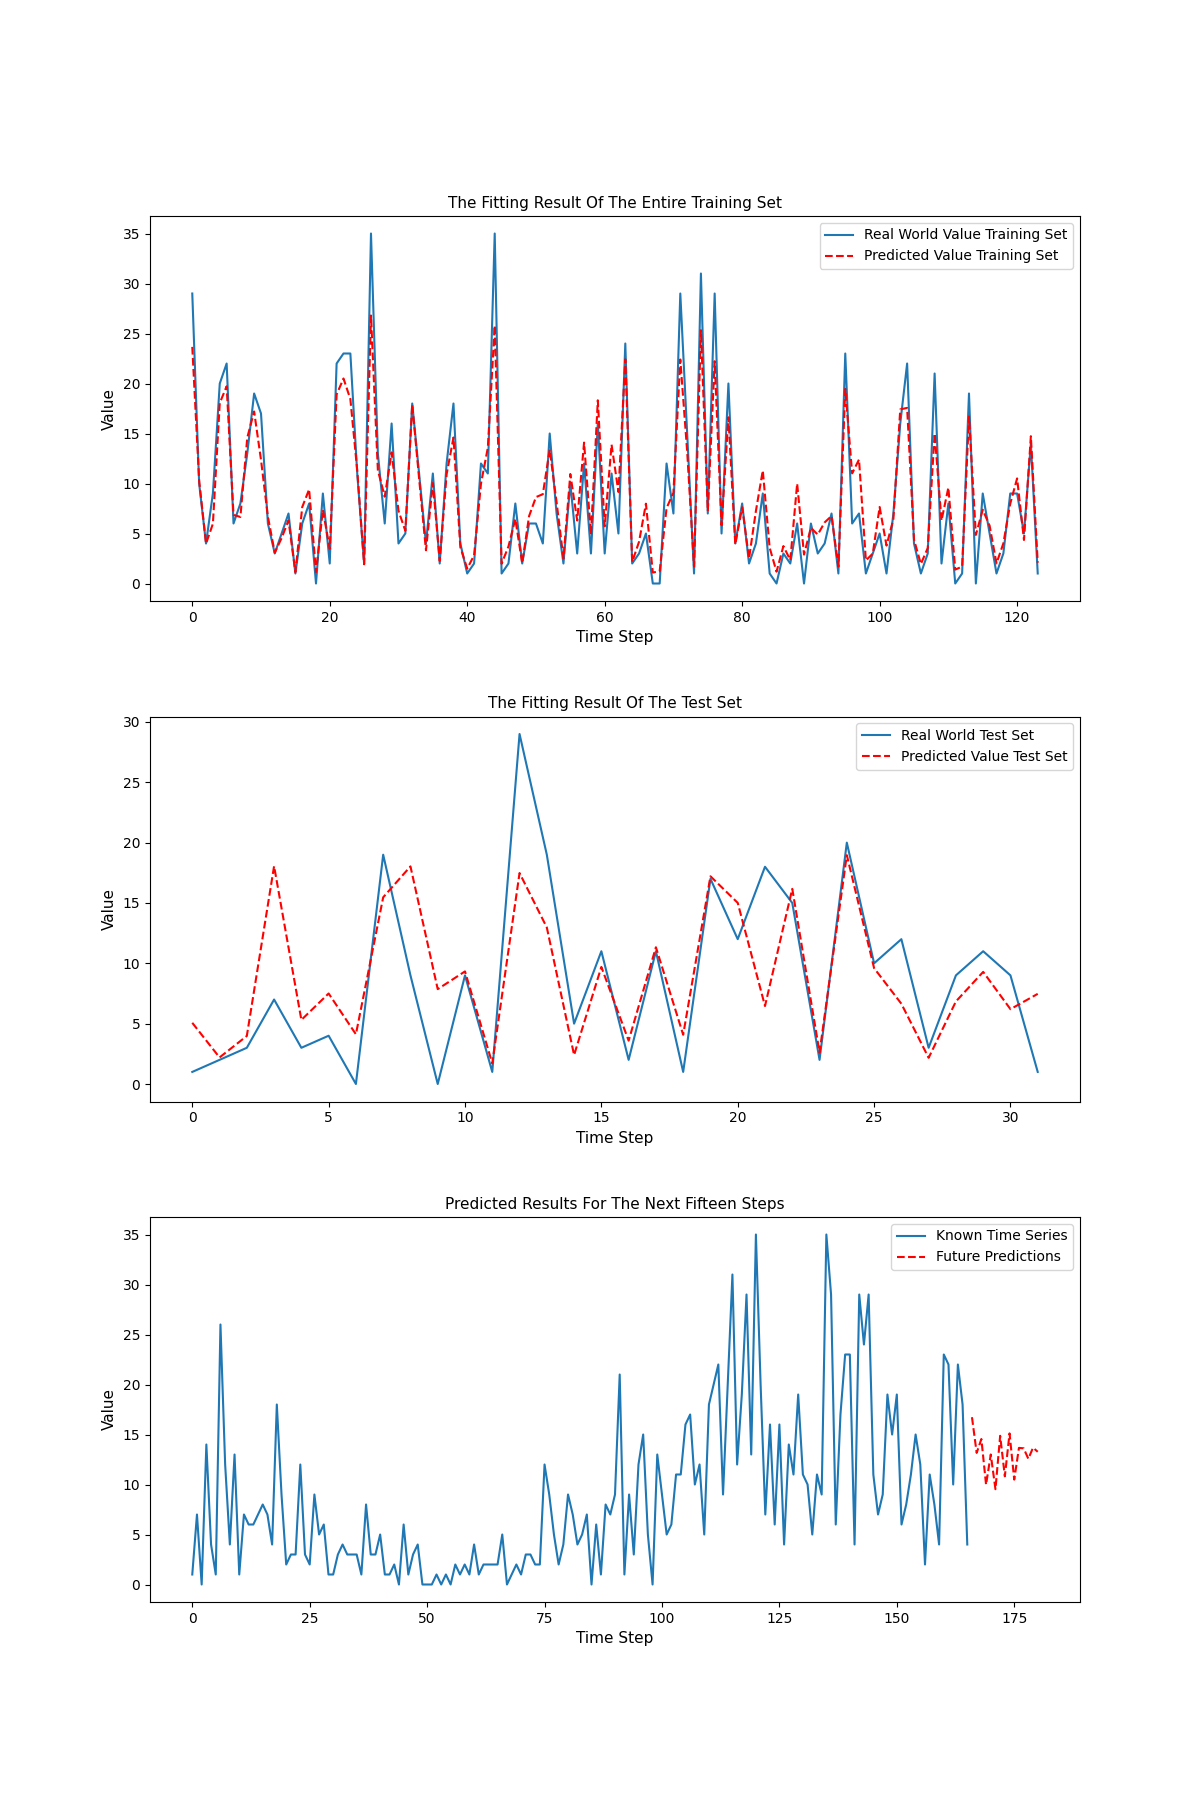 The Fitting Result Of The Entire Training Set
Real World Value Training Set
Predicted Value Training Set
Value
35
30
25
20
15
10
5
0
0 20 40 60 80 100 120
Time Step
The Fitting Result Of The Test Set
Real World Test Set
Predicted Value Test Set
Value
30
25
20
15
10
5
0
0 5 10 15 20 25 30
Time Step
Predicted Results For The Next Fifteen Steps
Known Time Series
Future Predictions
Value
35
30
25
20
15
10
5
0
0 25 50 75 100 125 150 175
Time Step